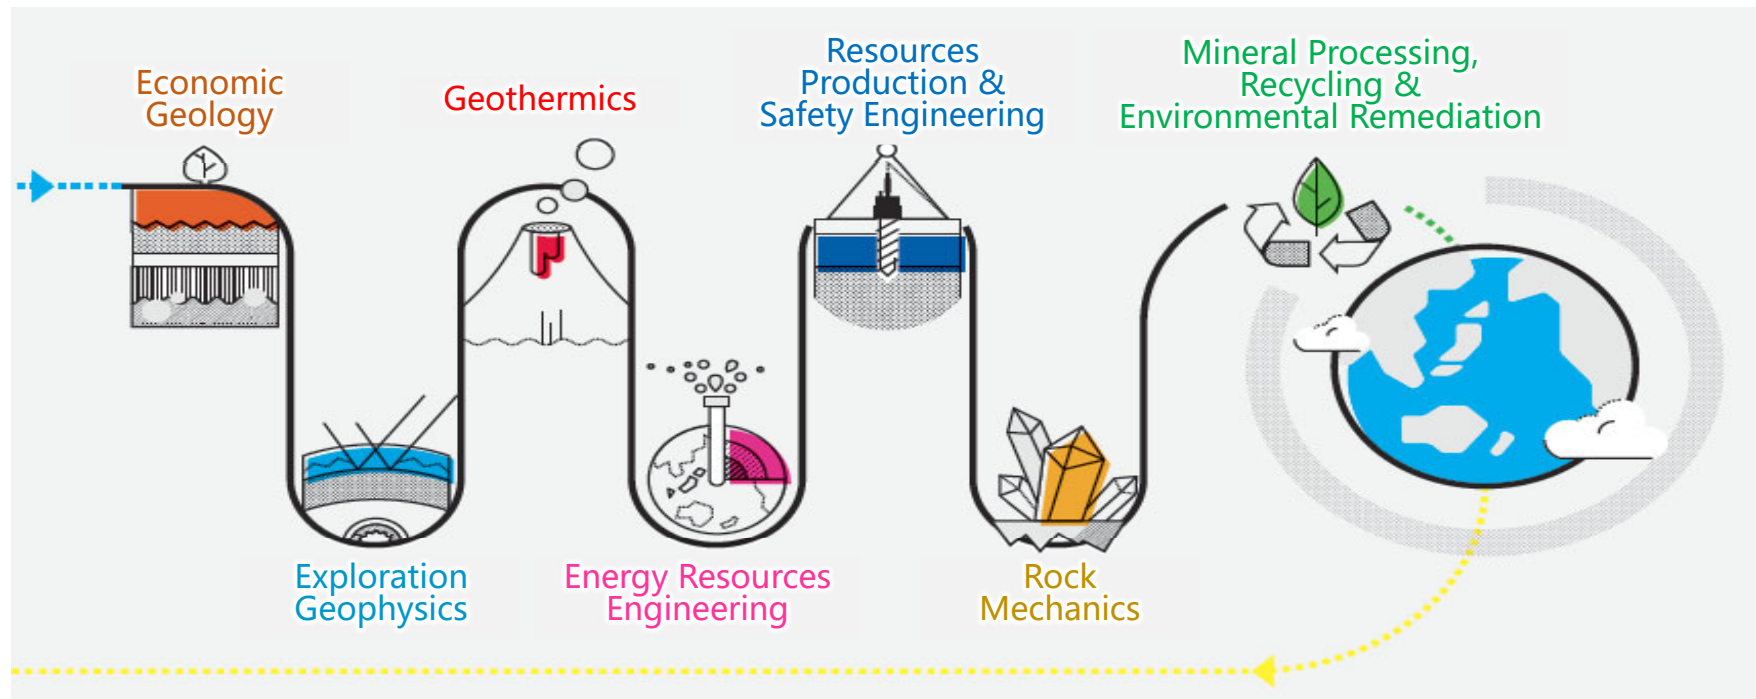 Economic
Geology
Geothermics
Resources
Production &
Safety Engineering
Mineral Processing,
Recycling &
Environmental Remediation
Exploration
Geophysics
Energy Resources
Engineering
Rock
Mechanics